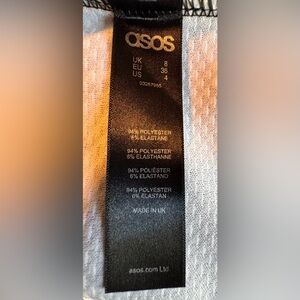 asos
UK 8
EU 36
US 4
94% POLYESTER
6% ELASTANE
94% POLYESTER
6% ELASTHANNE
94% POLIÉSTER
6% ELASTANO
94% POLYESTER
6% ELASTAN
MADE IN UK
asos.com Ltd